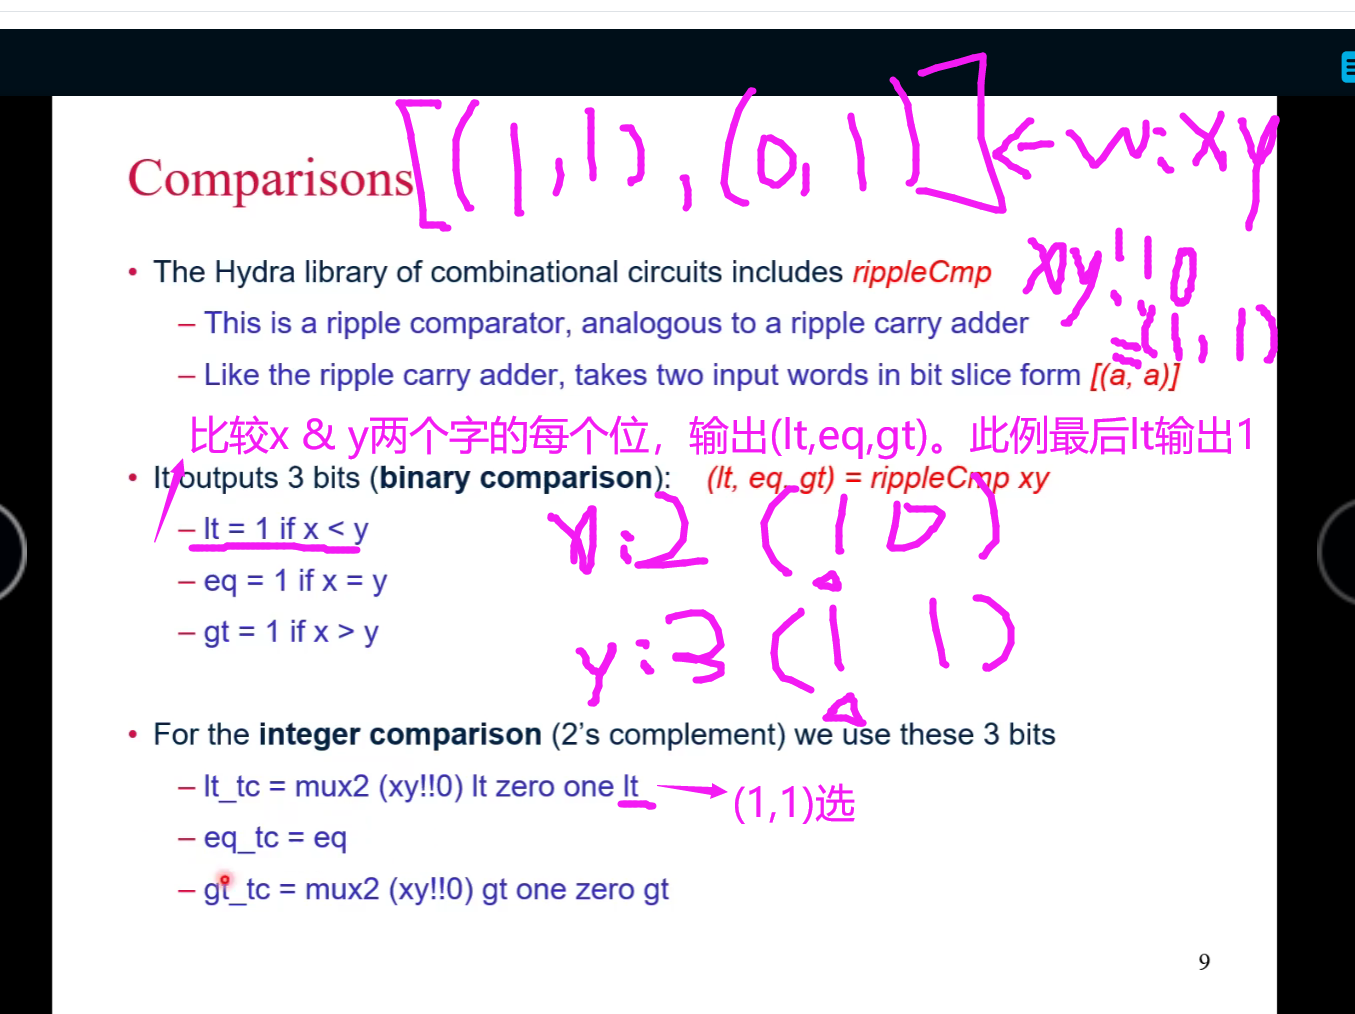 [(1,1),(0,1)]←w:xy
Comparisons
• The Hydra library of combinational circuits includes rippleCmp
xy!!0
=(1,1)
– This is a ripple comparator, analogous to a ripple carry adder
– Like the ripple carry adder, takes two input words in bit slice form [(a, a)]
比较x & y两个字的每个位，输出(lt,eq,gt)。此例最后lt输出1
• It outputs 3 bits (binary comparison): (lt, eq, gt) = rippleCmp xy
– lt = 1 if x < y
x:2 (1 0)
– eq = 1 if x = y
– gt = 1 if x > y
y:3 (1 1)
• For the integer comparison (2’s complement) we use these 3 bits
– lt_tc = mux2 (xy!!0) lt zero one lt
(1,1)选
– eq_tc = eq
– gt_tc = mux2 (xy!!0) gt one zero gt
9